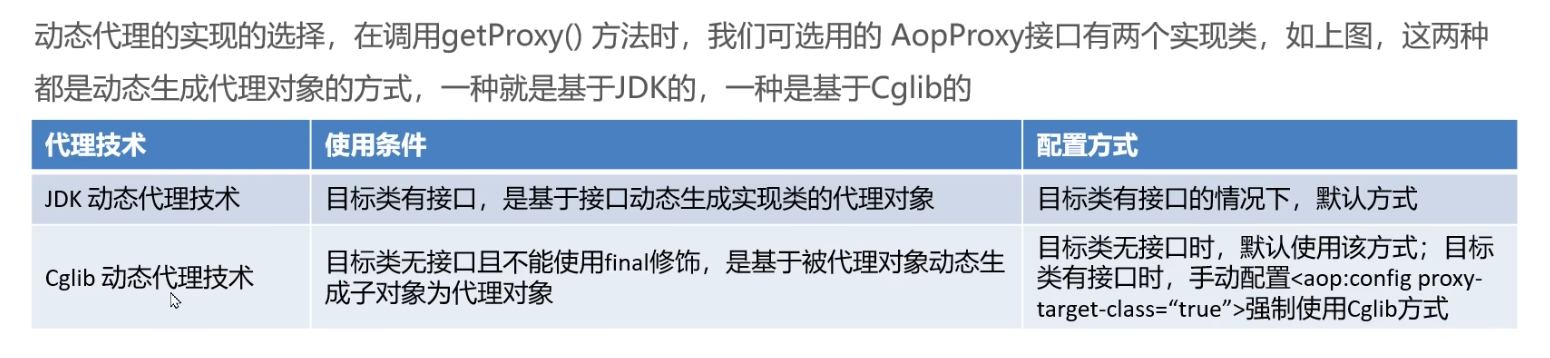 动态代理的实现的选择，在调用getProxy() 方法时，我们可选用的 AopProxy接口有两个实现类，如上图，这两种
都是动态生成代理对象的方式，一种就是基于JDK的，一种是基于Cglib的
代理技术
使用条件
配置方式
JDK 动态代理技术
目标类有接口，是基于接口动态生成实现类的代理对象
目标类有接口的情况下，默认方式
Cglib 动态代理技术
目标类无接口且不能使用final修饰，是基于被代理对象动态生
成子对象为代理对象
目标类无接口时，默认使用该方式；目标
类有接口时，手动配置<aop:config proxy-
target-class=“true”>强制使用Cglib方式